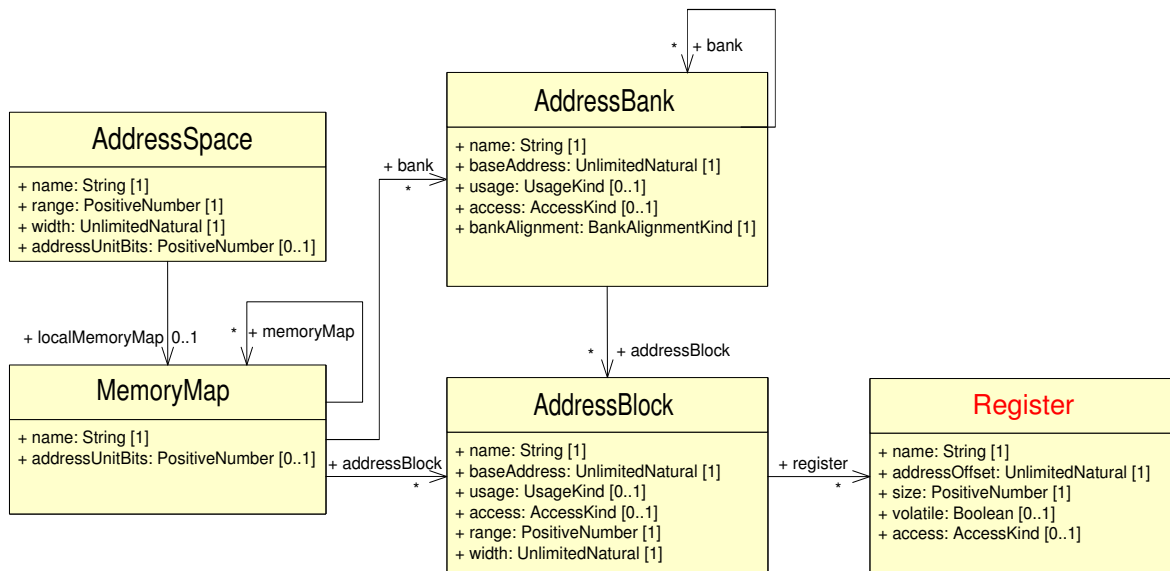 * + bank
AddressBank
+ name: String [1]
+ baseAddress: UnlimitedNatural [1]
+ usage: UsageKind [0..1]
+ access: AccessKind [0..1]
+ bankAlignment: BankAlignmentKind [1]
AddressSpace
+ name: String [1]
+ range: PositiveNumber [1]
+ width: UnlimitedNatural [1]
+ addressUnitBits: PositiveNumber [0..1]
+ bank
*
+ localMemoryMap 0..1
* + memoryMap
* + addressBlock
MemoryMap
+ name: String [1]
+ addressUnitBits: PositiveNumber [0..1]
+ addressBlock
*
AddressBlock
+ name: String [1]
+ baseAddress: UnlimitedNatural [1]
+ usage: UsageKind [0..1]
+ access: AccessKind [0..1]
+ range: PositiveNumber [1]
+ width: UnlimitedNatural [1]
+ register
*
Register
+ name: String [1]
+ addressOffset: UnlimitedNatural [1]
+ size: PositiveNumber [1]
+ volatile: Boolean [0..1]
+ access: AccessKind [0..1]